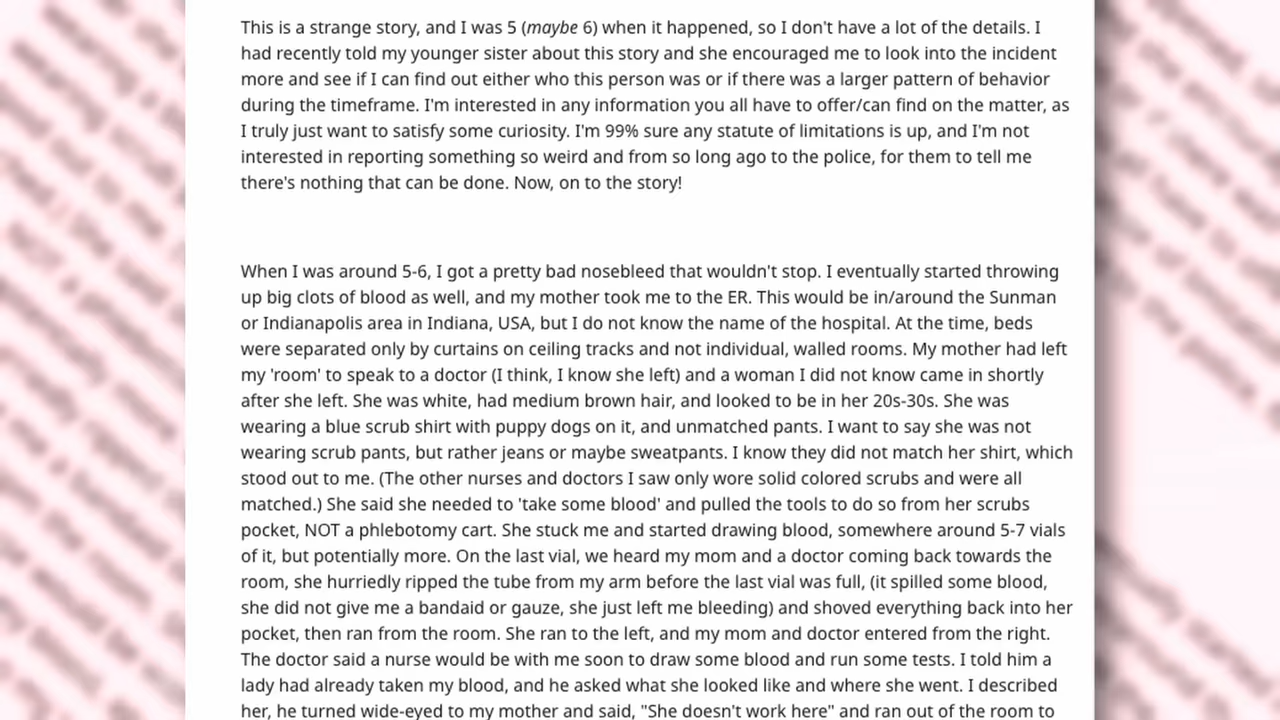 This is a strange story, and I was 5 (maybe 6) when it happened, so I don't have a lot of the details. I
had recently told my younger sister about this story and she encouraged me to look into the incident
more and see if I can find out either who this person was or if there was a larger pattern of behavior
during the timeframe. I'm interested in any information you all have to offer/can find on the matter, as
I truly just want to satisfy some curiosity. I'm 99% sure any statute of limitations is up, and I'm not
interested in reporting something so weird and from so long ago to the police, for them to tell me
there's nothing that can be done. Now, on to the story!
When I was around 5-6, I got a pretty bad nosebleed that wouldn't stop. I eventually started throwing
up big clots of blood as well, and my mother took me to the ER. This would be in/around the Sunman
or Indianapolis area in Indiana, USA, but I do not know the name of the hospital. At the time, beds
were separated only by curtains on ceiling tracks and not individual, walled rooms. My mother had left
my 'room' to speak to a doctor (I think, I know she left) and a woman I did not know came in shortly
after she left. She was white, had medium brown hair, and looked to be in her 20s-30s. She was
wearing a blue scrub shirt with puppy dogs on it, and unmatched pants. I want to say she was not
wearing scrub pants, but rather jeans or maybe sweatpants. I know they did not match her shirt, which
stood out to me. (The other nurses and doctors I saw only wore solid colored scrubs and were all
matched.) She said she needed to 'take some blood' and pulled the tools to do so from her scrubs
pocket, NOT a phlebotomy cart. She stuck me and started drawing blood, somewhere around 5-7 vials
of it, but potentially more. On the last vial, we heard my mom and a doctor coming back towards the
room, she hurriedly ripped the tube from my arm before the last vial was full, (it spilled some blood,
she did not give me a bandaid or gauze, she just left me bleeding) and shoved everything back into her
pocket, then ran from the room. She ran to the left, and my mom and doctor entered from the right.
The doctor said a nurse would be with me soon to draw some blood and run some tests. I told him a
lady had already taken my blood, and he asked what she looked like and where she went. I described
her, he turned wide-eyed to my mother and said, "She doesn't work here" and ran out of the room to